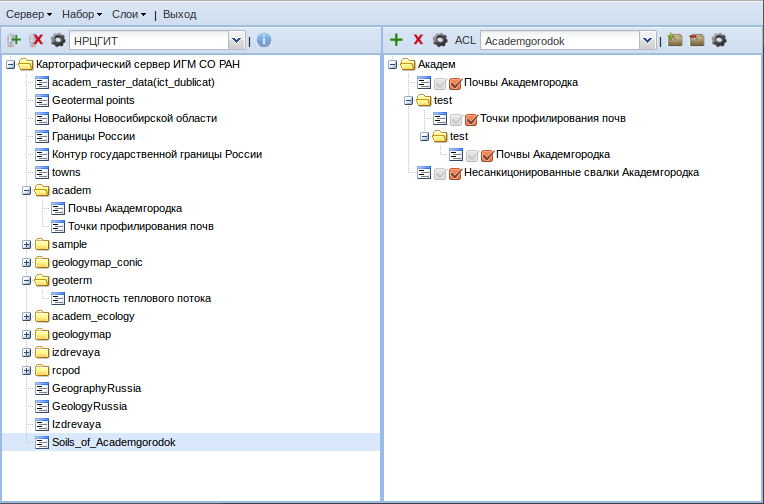 Сервер Набор Слои | Выход
НРЦГИТ |
ACL Academgorodok |
Картографический сервер ИГМ СО РАН
academ_raster_data(ict_dublicat)
Geotermal points
Районы Новосибирской области
Границы России
Контур государственной границы России
towns
academ
Почвы Академгородка
Точки профилирования почв
sample
geologymap_conic
geoterm
плотность теплового потока
academ_ecology
geologymap
izdrevaya
rcpod
GeographyRussia
GeologyRussia
Izdrevaya
Soils_of_Academgorodok
Академ
Почвы Академгородка
test
Точки профилирования почв
test
Почвы Академгородка
Несанкицонированные свалки Академгородка